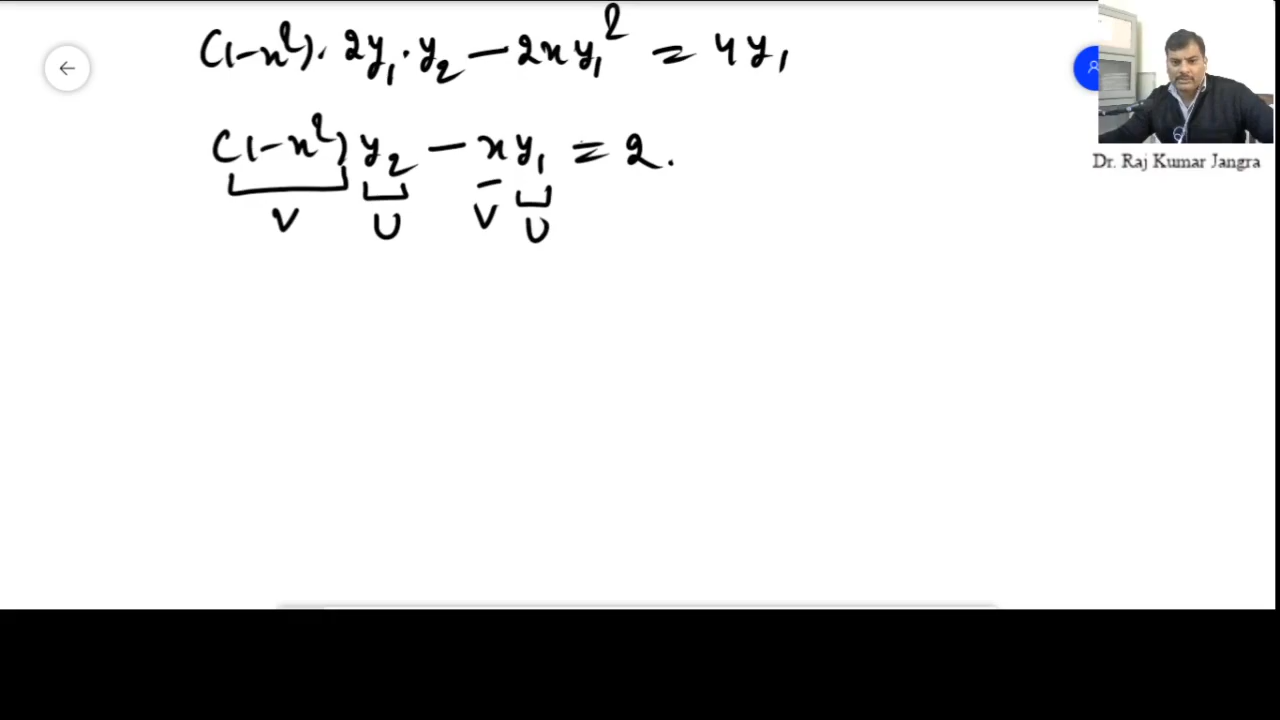 (1-x²). 2y₁.y₂ - 2xy₁² = 4y₁
Dr. Raj Kumar Jangra
(1-x²) y₂ - xy₁ = 2.
V U V U